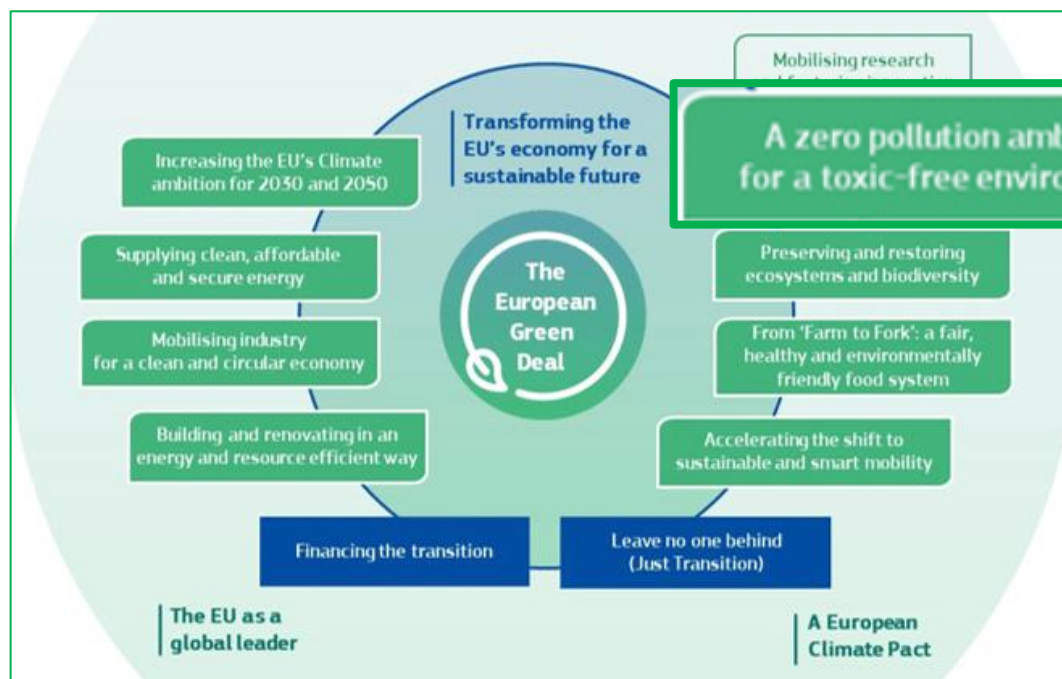 Mobilising research
Transforming the
EU's economy for a
sustainable future
A zero pollution
for a toxic-free
Increasing the EU's Climate
ambition for 2030 and 2050
Supplying clean, affordable
and secure energy
Mobilising industry
for a clean and circular economy
Building and renovating in an
energy and resource efficient way
The
European
Green
Deal
Preserving and restoring
ecosystems and biodiversity
From 'Farm to Fork': a fair,
healthy and environmentally
friendly food system
Accelerating the shift to
sustainable and smart mobility
Financing the transition
Leave no one behind
(Just Transition)
The EU as a
global leader
A European
Climate Pact